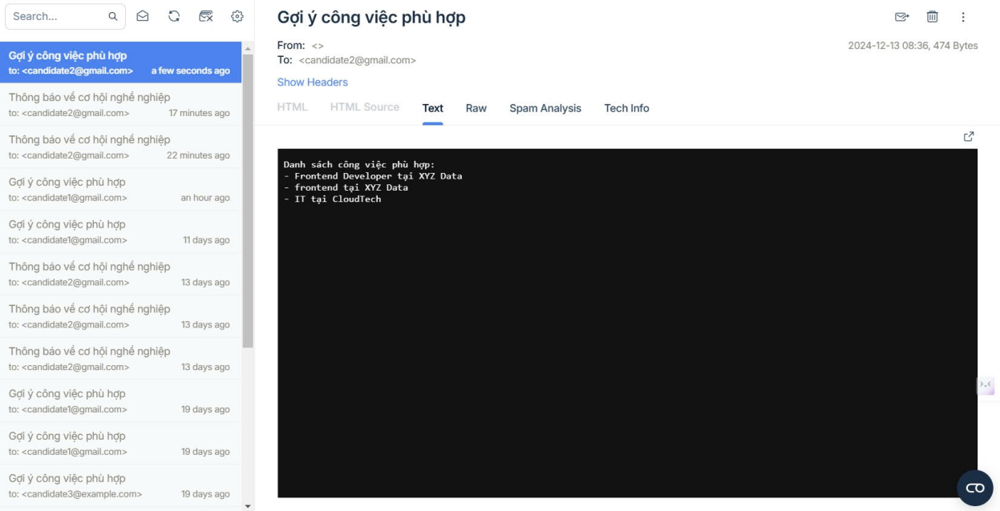 Search...
Gợi ý công việc phù hợp
to: <candidate2@gmail.com> a few seconds ago
Thông báo về cơ hội nghề nghiệp
to: <candidate2@gmail.com> 17 minutes ago
Thông báo về cơ hội nghề nghiệp
to: <candidate2@gmail.com> 22 minutes ago
Gợi ý công việc phù hợp
to: <candidate1@gmail.com> an hour ago
Gợi ý công việc phù hợp
to: <candidate1@gmail.com> 11 days ago
Thông báo về cơ hội nghề nghiệp
to: <candidate2@gmail.com> 13 days ago
Thông báo về cơ hội nghề nghiệp
to: <candidate2@gmail.com> 13 days ago
Thông báo về cơ hội nghề nghiệp
to: <candidate2@gmail.com> 13 days ago
Gợi ý công việc phù hợp
to: <candidate1@gmail.com> 19 days ago
Gợi ý công việc phù hợp
to: <candidate1@gmail.com> 19 days ago
Gợi ý công việc phù hợp
to: <candidate3@example.com> 19 days ago
Gợi ý công việc phù hợp
From: <> 2024-12-13 08:36, 474 Bytes
To: <candidate2@gmail.com>
Show Headers
HTML HTML Source Text Raw Spam Analysis Tech Info
Danh sách công việc phù hợp:
- Frontend Developer tại XYZ Data
- frontend tại XYZ Data
- IT tại CloudTech